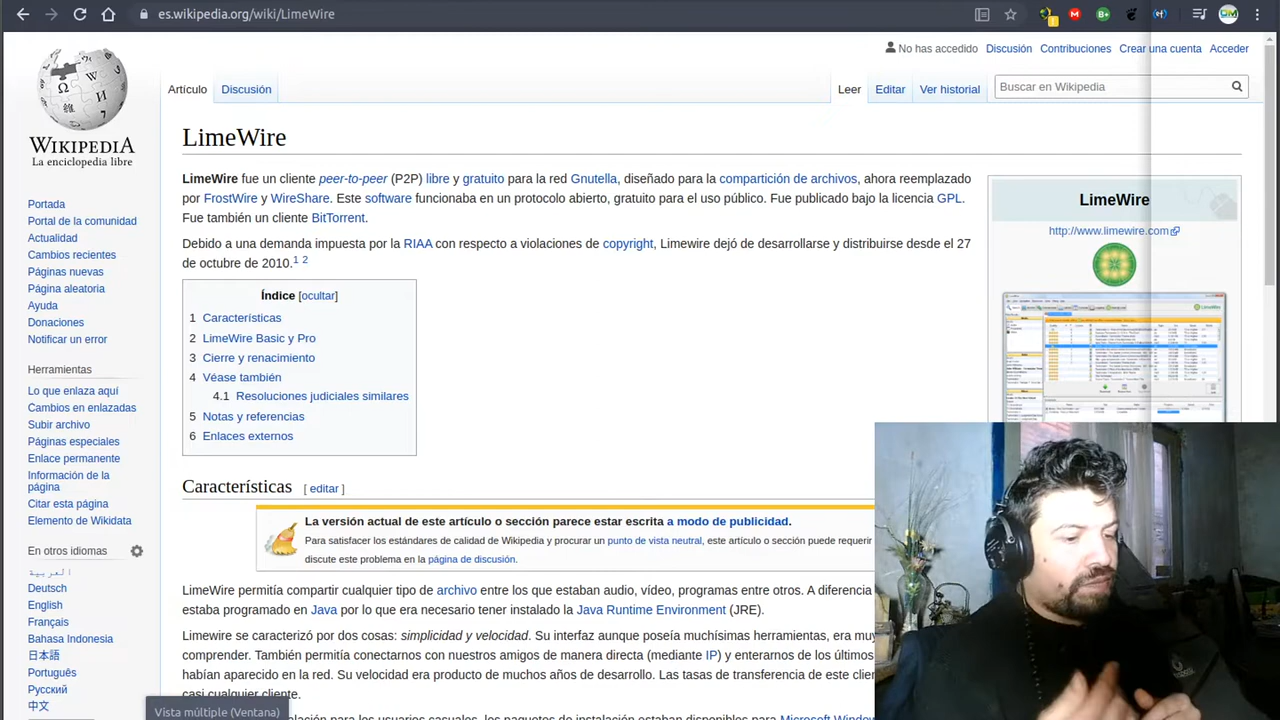 es.wikipedia.org/wiki/LimeWire
No has accedido Discusión Contribuciones Crear una cuenta Acceder
WIKIPEDIA
La enciclopedia libre
Artículo Discusión Leer Editar Ver historial Buscar en Wikipedia
Portada
Portal de la comunidad
Actualidad
Cambios recientes
Páginas nuevas
Página aleatoria
Ayuda
Donaciones
Notificar un error
Herramientas
Lo que enlaza aquí
Cambios en enlazadas
Subir archivo
Páginas especiales
Enlace permanente
Información de la
página
Citar esta página
Elemento de Wikidata
En otros idiomas
العربية
Deutsch
English
Français
Bahasa Indonesia
日本語
Português
Русский
中文
LimeWire
LimeWire fue un cliente peer-to-peer (P2P) libre y gratuito para la red Gnutella, diseñado para la compartición de archivos, ahora reemplazado
por FrostWire y WireShare. Este software funcionaba en un protocolo abierto, gratuito para el uso público. Fue publicado bajo la licencia GPL.
Fue también un cliente BitTorrent.
Debido a una demanda impuesta por la RIAA con respecto a violaciones de copyright, Limewire dejó de desarrollarse y distribuirse desde el 27
de octubre de 2010.1 2
Índice [ocultar]
1 Características
2 LimeWire Basic y Pro
3 Cierre y renacimiento
4 Véase también
4.1 Resoluciones judiciales similares
5 Notas y referencias
6 Enlaces externos
LimeWire
http://www.limewire.com
Características [ editar ]
La versión actual de este artículo o sección parece estar escrita a modo de publicidad.
Para satisfacer los estándares de calidad de Wikipedia y procurar un punto de vista neutral, este artículo o sección puede requerir
discute este problema en la página de discusión.
LimeWire permitía compartir cualquier tipo de archivo entre los que estaban audio, vídeo, programas entre otros. A diferencia
estaba programado en Java por lo que era necesario tener instalado la Java Runtime Environment (JRE).
Limewire se caracterizó por dos cosas: simplicidad y velocidad. Su interfaz aunque poseía muchísimas herramientas, era
comprender. También permitía conectarnos con nuestros amigos de manera directa (mediante IP) y enterarnos de los últimos
habían aparecido en la red. Su velocidad era producto de muchos años de desarrollo. Las tasas de transferencia de este
casi cualquier cliente.
para los usuarios casuales, los paquetes de instalación estaban disponibles para Microsoft
Vista múltiple (Ventana)